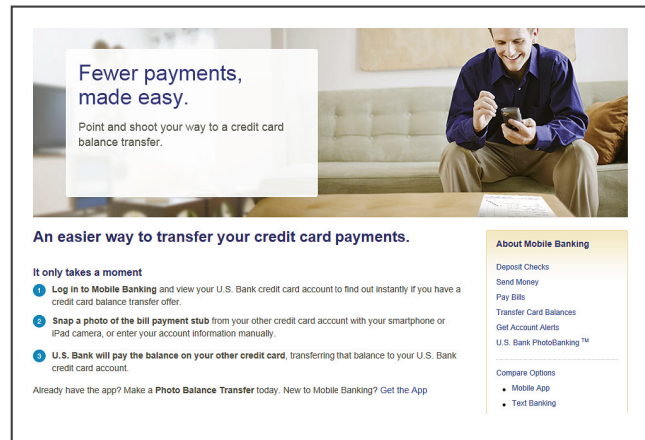 Fewer payments,
made easy.
Point and shoot your way to a credit card
balance transfer.
An easier way to transfer your credit card payments.
It only takes a moment
1 Log in to Mobile Banking and view your U.S. Bank credit card account to find out instantly if you have a
credit card balance transfer offer.
2 Snap a photo of the bill payment stub from your other credit card account with your smartphone or
iPad camera, or enter your account information manually.
3 U.S. Bank will pay the balance on your other credit card, transferring that balance to your U.S. Bank
credit card account.
Already have the app? Make a Photo Balance Transfer today. New to Mobile Banking? Get the App
About Mobile Banking
Deposit Checks
Send Money
Pay Bills
Transfer Card Balances
Get Account Alerts
U.S. Bank PhotoBanking ™
Compare Options
• Mobile App
• Text Banking